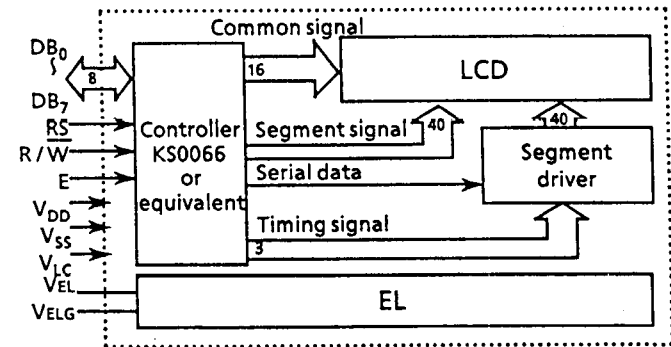 Common signal
DB0
8
DB7
RS
R / W
E
VDD
VSS
VLC
VEL
VELG
Controller
KS0066
or
equivalent
16
LCD
Segment signal
40
40
Serial data
Segment
driver
Timing signal
3
EL